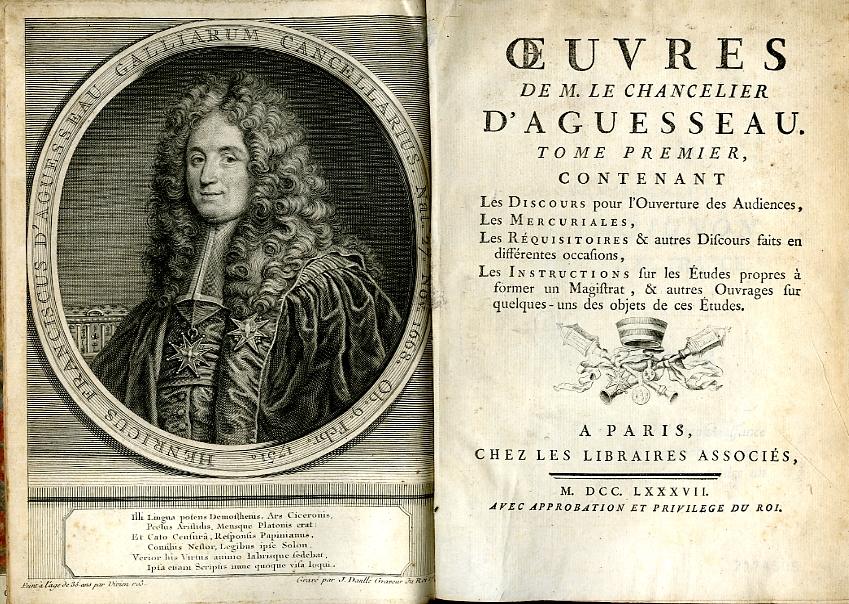 HENRICUS FRANCISCUS D'AGUESSEAU GALLIARUM CANCELLARIUS. Nat. 27 Nov. 1668. Ob. 9 Febr. 1751.
Illi Lingua potens Demosthenis, Ars Ciceronis,
Pectus Aristidis, Mensque Platonis erat:
Et Cato Censurâ, Responsis Papinianus,
Consiliis Nestor, Legibus ipse Solon.
Verior his Virtus animo labrisque sedebat,
Ipsa etiam Scriptis nunc quoque visa loqui.
Peint à l'age de 35 ans par Vivien
Gravé par J. Daullé Graveur du Roi
ŒUVRES
DE M. LE CHANCELIER
D'AGUESSEAU.
TOME PREMIER,
CONTENANT
Les DISCOURS pour l'Ouverture des Audiences,
Les MERCURIALES,
Les RÉQUISITOIRES & autres Diſcours faits en
différentes occaſions,
Les INSTRUCTIONS ſur les Études propres à
former un Magiſtrat, & autres Ouvrages ſur
quelques-uns des objets de ces Études.
A PARIS,
CHEZ LES LIBRAIRES ASSOCIÉS,
M. DCC. LXXXVII.
AVEC APPROBATION ET PRIVILEGE DU ROI.